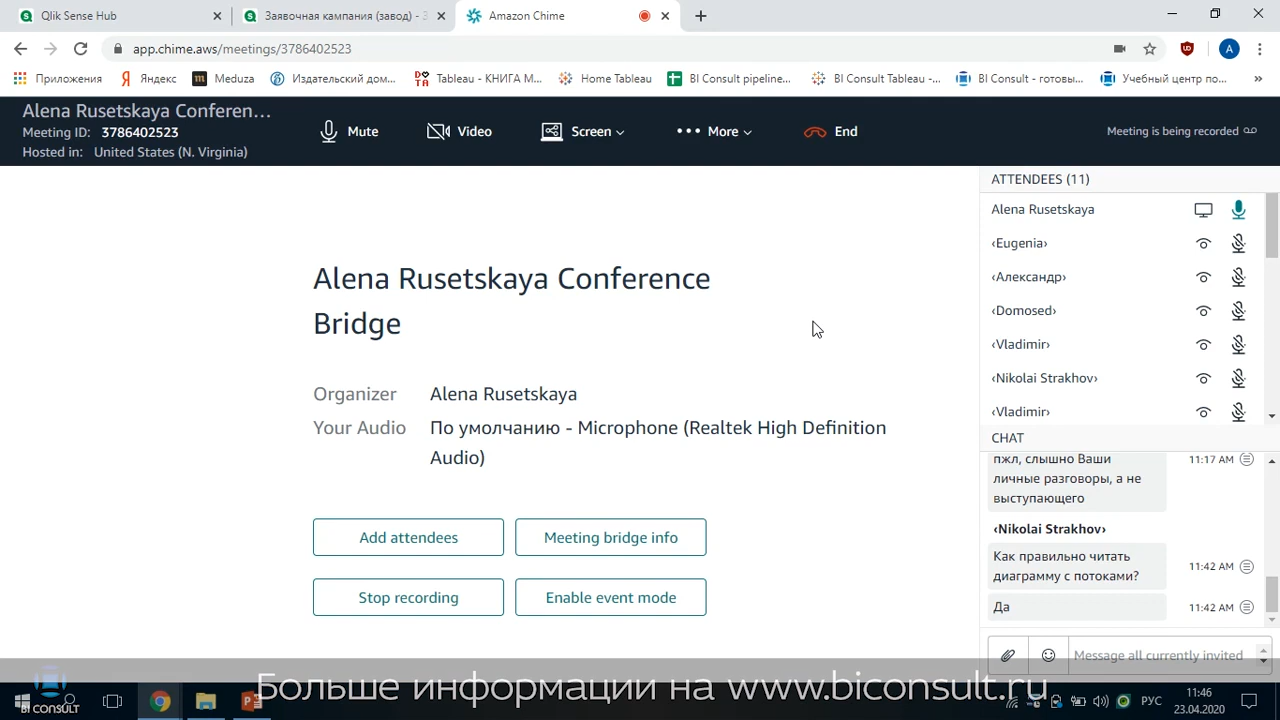 Qlik Sense Hub
Заявочная кампания (завод) - З
Amazon Chime
app.chime.aws/meetings/3786402523
Приложения
Яндекс
Meduza
Издательский дом...
Tableau - КНИГА М...
Home Tableau
BI Consult pipeline...
BI Consult Tableau -...
BI Consult - готовы...
Учебный центр по...
Alena Rusetskaya Conferen...
Meeting ID: 3786402523
Hosted in: United States (N. Virginia)
Mute
Video
Screen
More
End
Meeting is being recorded
Alena Rusetskaya Conference
Bridge
Organizer Alena Rusetskaya
Your Audio По умолчанию - Microphone (Realtek High Definition
Audio)
Add attendees
Meeting bridge info
Stop recording
Enable event mode
ATTENDEES (11)
Alena Rusetskaya
‹Eugenia›
‹Александр›
‹Domosed›
‹Vladimir›
‹Nikolai Strakhov›
‹Vladimir›
CHAT
пжл, слышно Ваши 11:17 AM
личные разговоры, а не
выступающего
‹Nikolai Strakhov›
Как правильно читать
диаграмму с потоками? 11:42 AM
Да 11:42 AM
Message all currently invited
Больше информации на www.biconsult.ru
BI CONSULT
РУС
11:46
23.04.2020
A